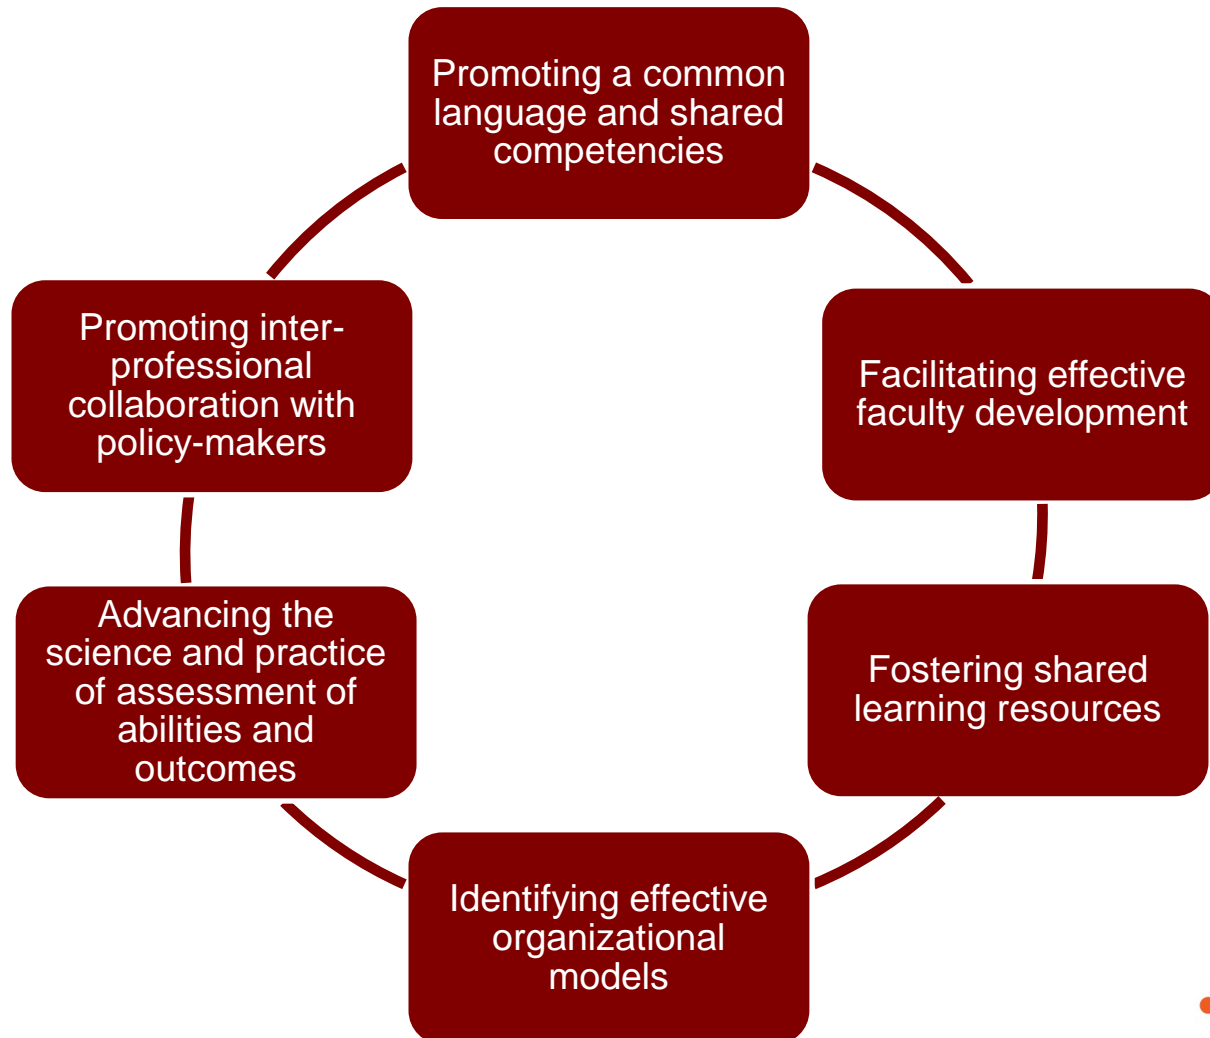 Promoting a common
language and shared
competencies
Facilitating effective
faculty development
Fostering shared
learning resources
Identifying effective
organizational
models
Advancing the
science and practice
of assessment of
abilities and
outcomes
Promoting inter-
professional
collaboration with
policy-makers